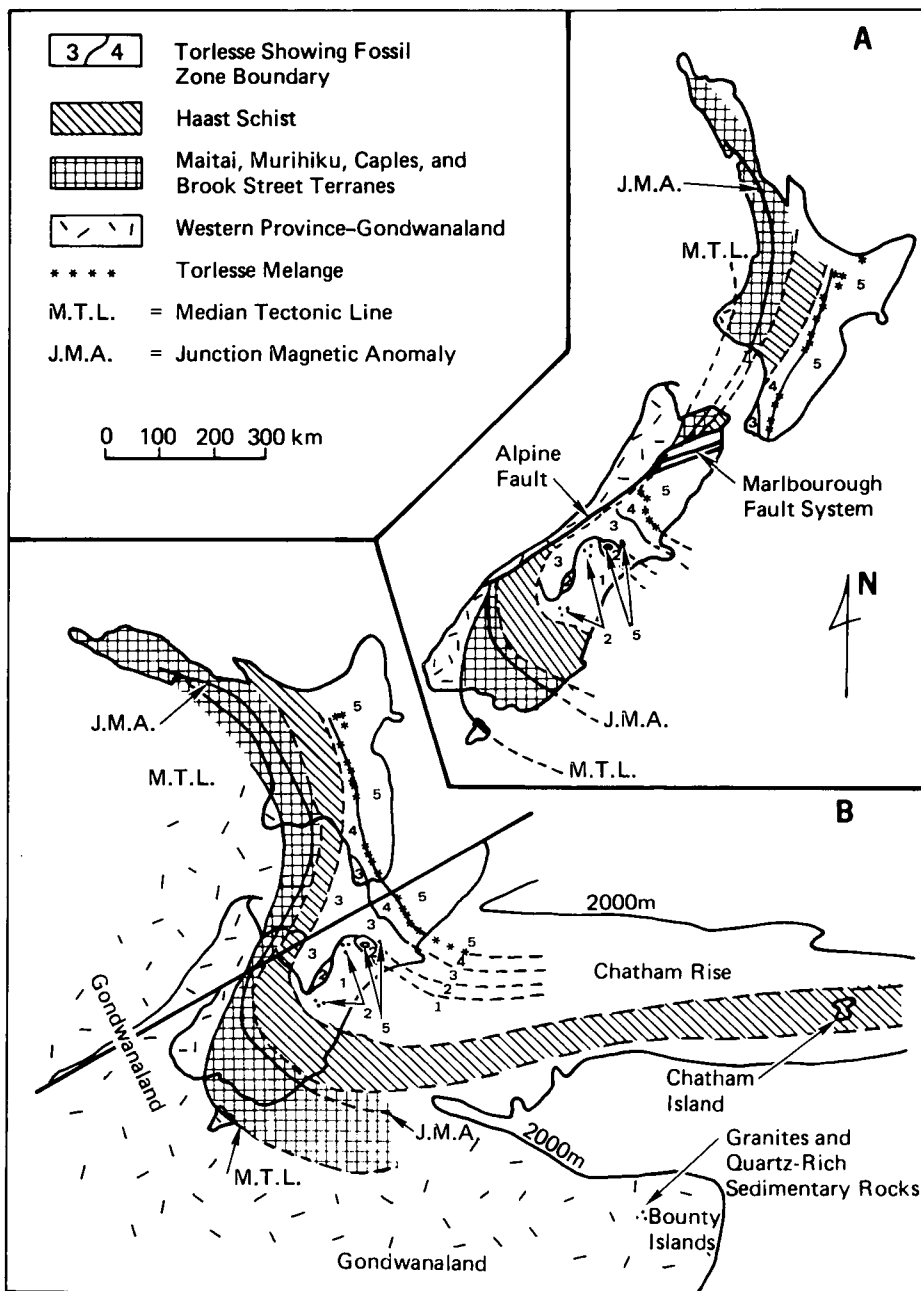 3 4 Torlesse Showing Fossil
Zone Boundary
Haast Schist
Maitai, Murihiku, Caples, and
Brook Street Terranes
Western Province–Gondwanaland
**** Torlesse Melange
M.T.L. = Median Tectonic Line
J.M.A. = Junction Magnetic Anomaly
0 100 200 300 km
A
J.M.A.
M.T.L.
5
5
4
3
Alpine
Fault
Marlbourough
Fault System
5
4
3
3
2
1
2
5
N
J.M.A.
M.T.L.
B
J.M.A.
M.T.L.
5
5
4
3
3
5
4
3
3
2
3
1
2
5
5
4
3
2
1
2000m
Chatham Rise
Gondwanaland
Chatham
Island
J.M.A.
2000m
M.T.L.
Granites and
Quartz-Rich
Sedimentary Rocks
Bounty
Islands
Gondwanaland